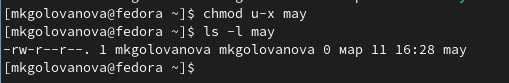 [mkgolovanova@fedora ~]$ chmod u-x may
[mkgolovanova@fedora ~]$ ls -l may
-rw-r--r--. 1 mkgolovanova mkgolovanova 0 мар 11 16:28 may
[mkgolovanova@fedora ~]$